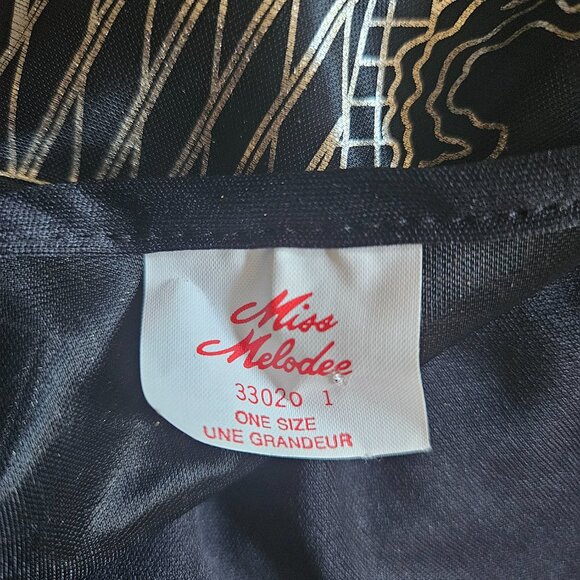 Miss
Melodee
33020 1
ONE SIZE
UNE GRANDEUR